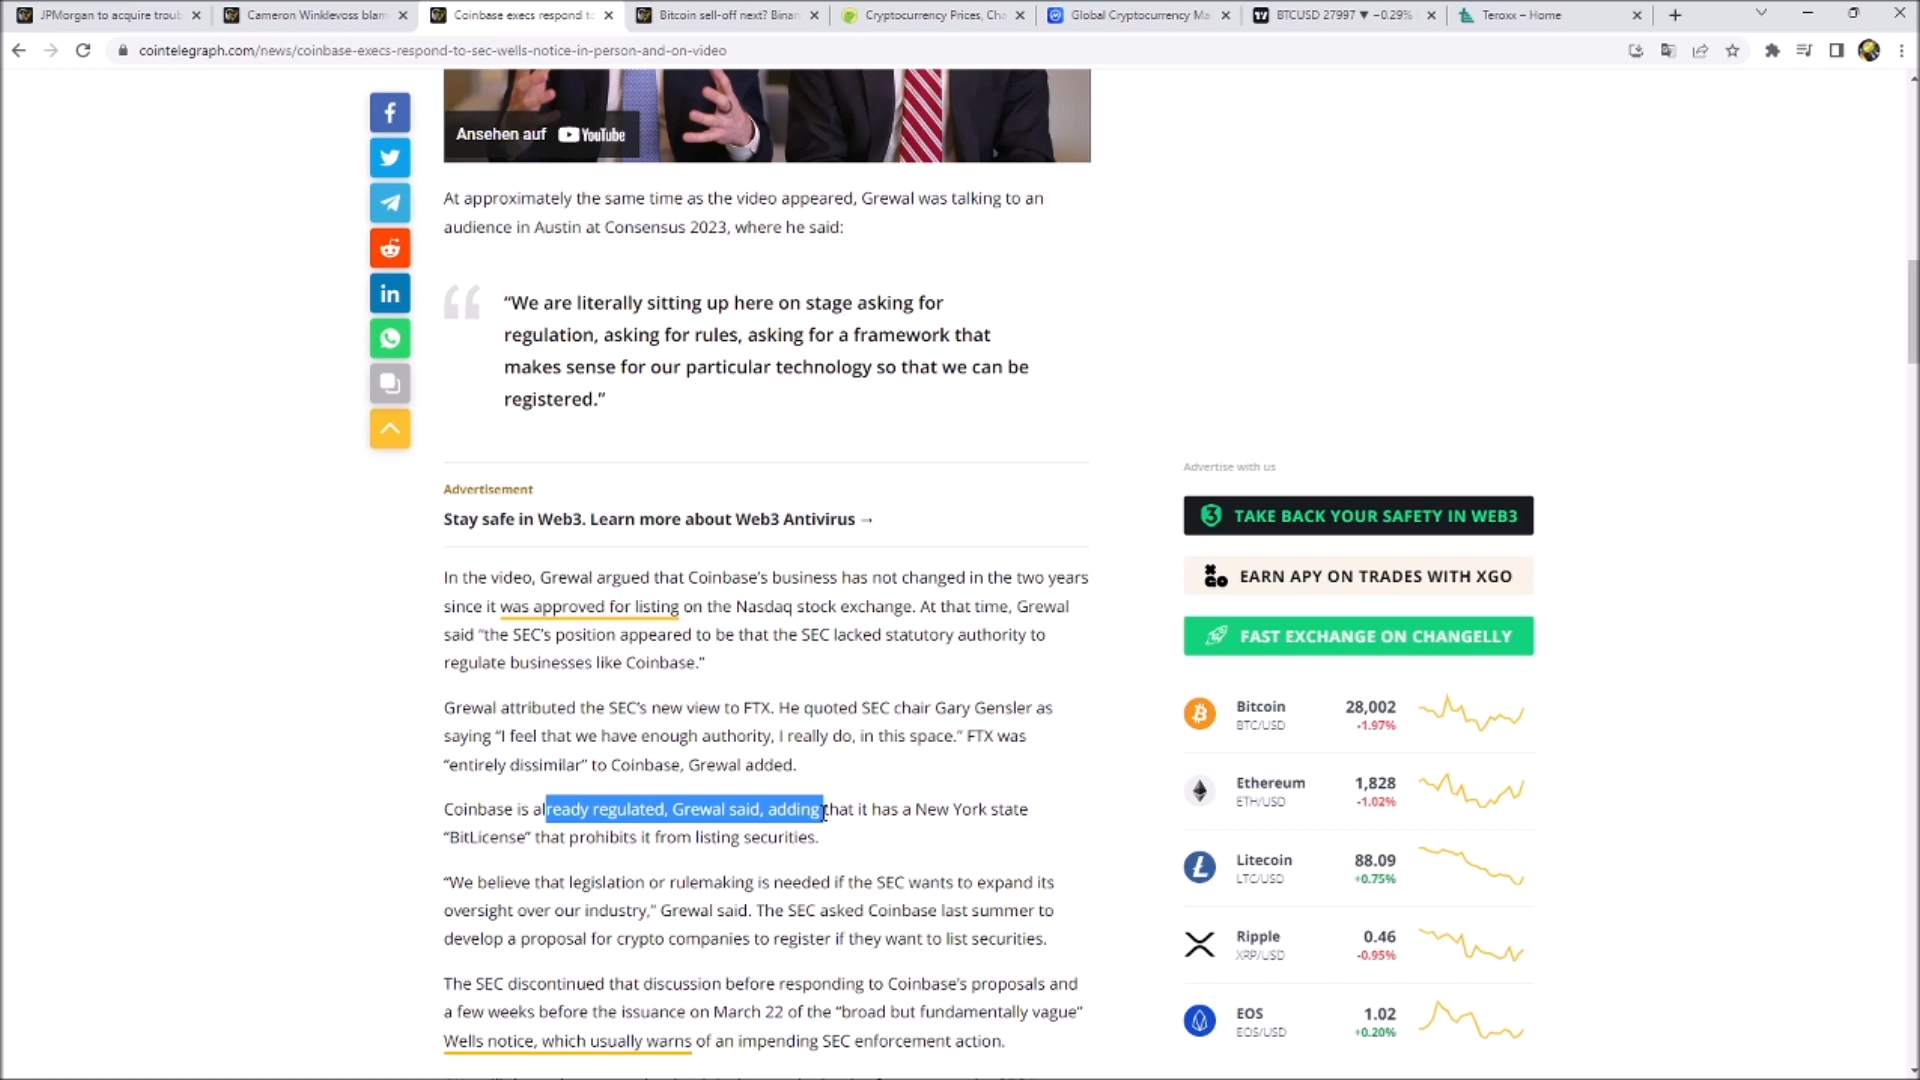 JPMorgan to acquire troub
Cameron Winklevoss blam
Coinbase execs respond to
Bitcoin sell-off next? Binan
Cryptocurrency Prices, Cha
Global Cryptocurrency Ma
BTCUSD 27997 ▼ −0.29%
Teroxx – Home
cointelegraph.com/news/coinbase-execs-respond-to-sec-wells-notice-in-person-and-on-video
Ansehen auf YouTube
At approximately the same time as the video appeared, Grewal was talking to an
audience in Austin at Consensus 2023, where he said:
“We are literally sitting up here on stage asking for
regulation, asking for rules, asking for a framework that
makes sense for our particular technology so that we can be
registered.”
Advertisement
Stay safe in Web3. Learn more about Web3 Antivirus →
In the video, Grewal argued that Coinbase’s business has not changed in the two years
since it was approved for listing on the Nasdaq stock exchange. At that time, Grewal
said “the SEC’s position appeared to be that the SEC lacked statutory authority to
regulate businesses like Coinbase.”
Grewal attributed the SEC’s new view to FTX. He quoted SEC chair Gary Gensler as
saying “I feel that we have enough authority, I really do, in this space.” FTX was
“entirely dissimilar” to Coinbase, Grewal added.
Coinbase is already regulated, Grewal said, adding that it has a New York state
“BitLicense” that prohibits it from listing securities.
“We believe that legislation or rulemaking is needed if the SEC wants to expand its
oversight over our industry,” Grewal said. The SEC asked Coinbase last summer to
develop a proposal for crypto companies to register if they want to list securities.
The SEC discontinued that discussion before responding to Coinbase’s proposals and
a few weeks before the issuance on March 22 of the “broad but fundamentally vague”
Wells notice, which usually warns of an impending SEC enforcement action.
Advertise with us
TAKE BACK YOUR SAFETY IN WEB3
EARN APY ON TRADES WITH XGO
FAST EXCHANGE ON CHANGELLY
Bitcoin 28,002
BTC/USD -1.97%
Ethereum 1,828
ETH/USD -1.02%
Litecoin 88.09
LTC/USD +0.75%
Ripple 0.46
XRP/USD -0.95%
EOS 1.02
EOS/USD +0.20%